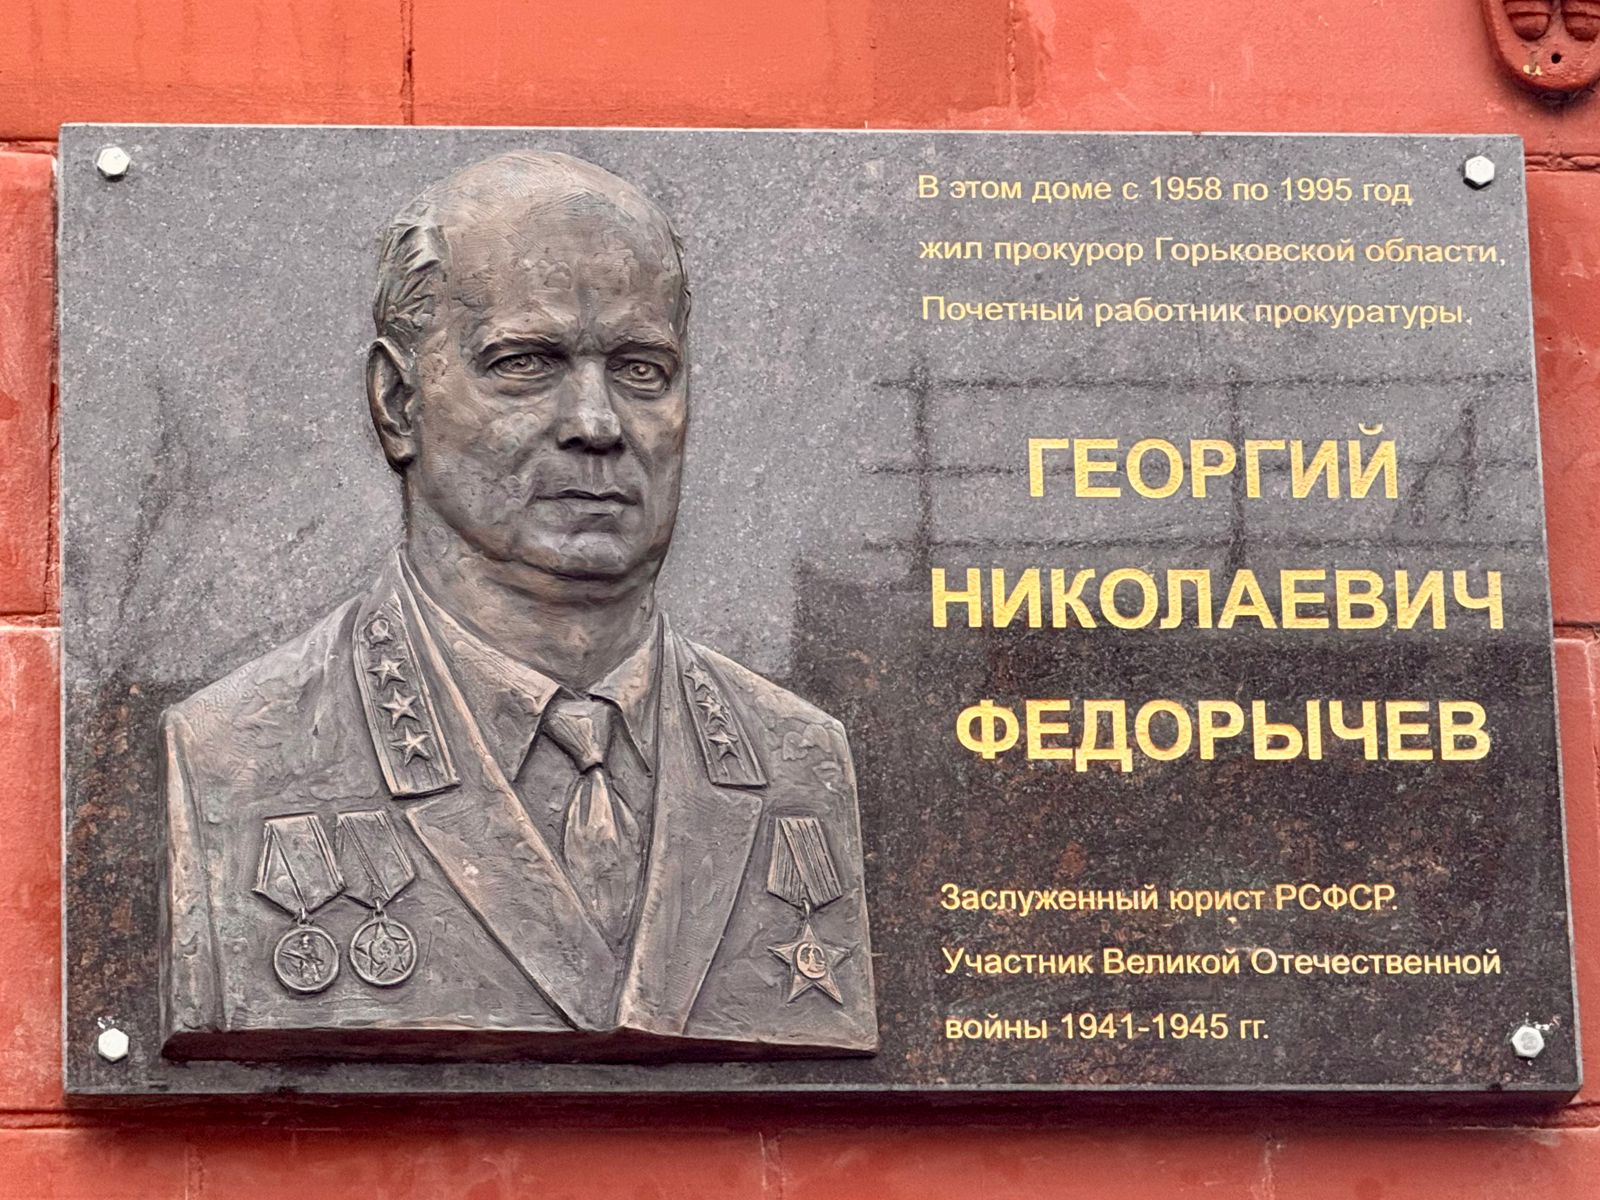 В этом доме с 1958 по 1995 год
жил прокурор Горьковской области,
Почетный работник прокуратуры.
ГЕОРГИЙ
НИКОЛАЕВИЧ
ФЕДОРЫЧЕВ
Заслуженный юрист РСФСР.
Участник Великой Отечественной
войны 1941-1945 гг.